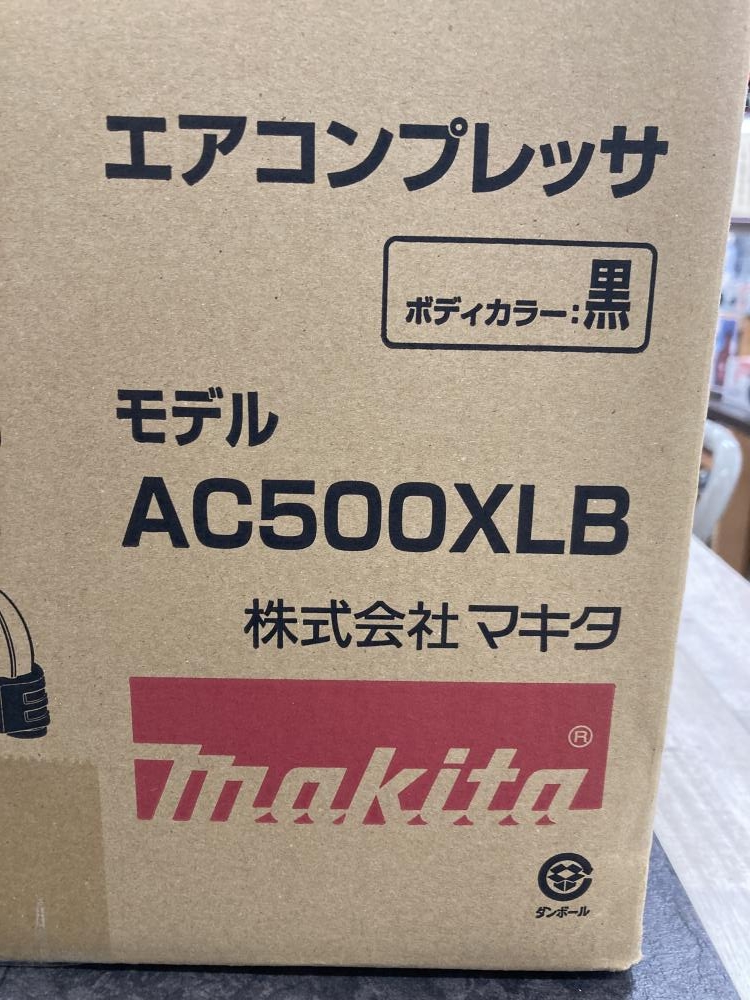 エアコンプレッサ
ボディカラー:黒
モデル
AC500XLB
株式会社マキタ
makita®
ダンボール